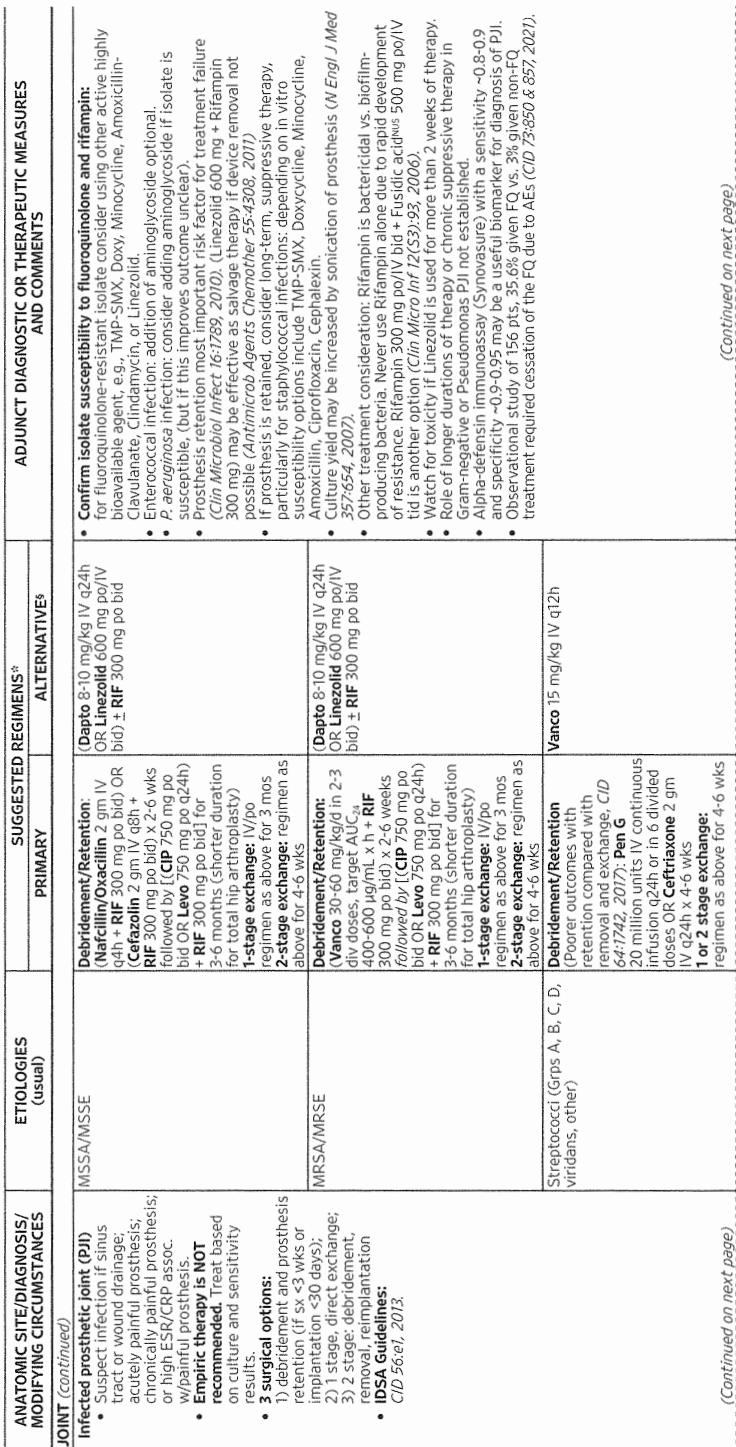 ANATOMIC SITE/DIAGNOSIS/
MODIFYING CIRCUMSTANCES
ETIOLOGIES
(usual)
SUGGESTED REGIMENS*
PRIMARY
ALTERNATIVE§
ADJUNCT DIAGNOSTIC OR THERAPEUTIC MEASURES
AND COMMENTS
JOINT (continued)
Infected prosthetic joint (PJI)
• Suspect infection if sinus
tract or wound drainage;
acutely painful prosthesis;
chronically painful prosthesis;
or high ESR/CRP assoc.
w/painful prosthesis.
• Empiric therapy is NOT
recommended. Treat based
on culture and sensitivity
results.
• 3 surgical options:
1) debridement and prosthesis
retention (if sx <3 wks or
implantation <30 days);
2) 1 stage, direct exchange;
3) 2 stage: debridement,
removal, reimplantation
• IDSA Guidelines:
CID 56:e1, 2013.
MSSA/MSSE
Debridement/Retention:
(Nafcillin/Oxacillin 2 gm IV
q4h + RIF 300 mg po bid) OR
(Cefazolin 2 gm IV q8h +
RIF 300 mg po bid) x 2-6 wks
followed by [(CIP 750 mg po
bid OR Levo 750 mg po q24h)
+ RIF 300 mg po bid] for
3-6 months (shorter duration
for total hip arthroplasty)
1-stage exchange: IV/po
regimen as above for 3 mos
2-stage exchange: regimen as
above for 4-6 wks
(Dapto 8-10 mg/kg IV q24h
OR Linezolid 600 mg po/IV
bid) ± RIF 300 mg po bid
MRSA/MRSE
Debridement/Retention:
(Vanco 30-60 mg/kg/d in 2-3
div doses, target AUC24
400-600 µg/mL x h + RIF
300 mg po bid) x 2-6 weeks
followed by [(CIP 750 mg po
bid OR Levo 750 mg po q24h)
+ RIF 300 mg po bid] for
3-6 months (shorter duration
for total hip arthroplasty)
1-stage exchange: IV/po
regimen as above for 3 mos
2-stage exchange: regimen as
above for 4-6 wks
(Dapto 8-10 mg/kg IV q24h
OR Linezolid 600 mg po/IV
bid) ± RIF 300 mg po bid
Streptococci (Grps A, B, C, D,
viridans, other)
Debridement/Retention
(Poorer outcomes with
retention compared with
removal and exchange, CID
64:1742, 2017): Pen G
20 million units IV continuous
infusion q24h or in 6 divided
doses OR Ceftriaxone 2 gm
IV q24h x 4-6 wks
1 or 2 stage exchange:
regimen as above for 4-6 wks
Vanco 15 mg/kg IV q12h
• Confirm isolate susceptibility to fluoroquinolone and rifampin:
for fluoroquinolone-resistant isolate consider using other active highly
bioavailable agent, e.g., TMP-SMX, Doxy, Minocycline, Amoxicillin-
Clavulanate, Clindamycin, or Linezolid.
• Enterococcal infection: addition of aminoglycoside optional.
• P. aeruginosa infection: consider adding aminoglycoside if isolate is
susceptible, (but if this improves outcome unclear).
• Prosthesis retention most important risk factor for treatment failure
(Clin Microbiol Infect 16:1789, 2010). (Linezolid 600 mg + Rifampin
300 mg) may be effective as salvage therapy if device removal not
possible (Antimicrob Agents Chemother 55:4308, 2011)
• If prosthesis is retained, consider long-term, suppressive therapy,
particularly for staphylococcal infections: depending on in vitro
susceptibility options include TMP-SMX, Doxycycline, Minocycline,
Amoxicillin, Ciprofloxacin, Cephalexin.
• Culture yield may be increased by sonication of prosthesis (N Engl J Med
357:654, 2007).
• Other treatment consideration: Rifampin is bactericidal vs. biofilm-
producing bacteria. Never use Rifampin alone due to rapid development
of resistance. Rifampin 300 mg po/IV bid + Fusidic acidNUS 500 mg po/IV
tid is another option (Clin Micro Inf 12(S3):93, 2006).
• Watch for toxicity if Linezolid is used for more than 2 weeks of therapy.
• Role of longer durations of therapy or chronic suppressive therapy in
Gram-negative or Pseudomonas PJI not established.
• Alpha-defensin immunoassay (Synovasure) with a sensitivity ~0.8-0.9
and specificity ~0.9-0.95 may be a useful biomarker for diagnosis of PJI.
• Observational study of 156 pts, 35.6% given FQ vs. 3% given non-FQ
treatment required cessation of the FQ due to AEs (CID 73:850 & 857, 2021).
(Continued on next page)
(Continued on next page)